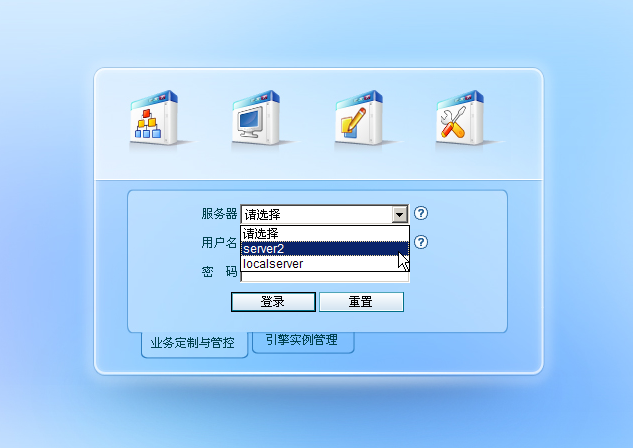 服务器 请选择
请选择
用户名
server2
localserver
密 码
登录 重置
业务定制与管控 引擎实例管理